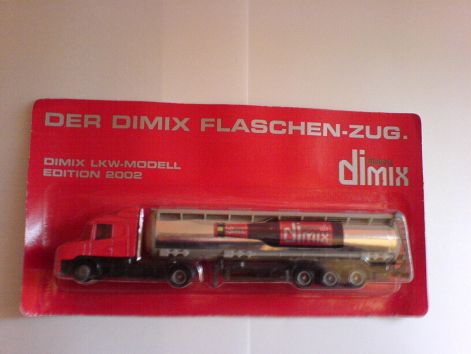 DER DIMIX FLASCHEN-ZUG.
DIMIX LKW-MODELL
EDITION 2002
dimix
dimix